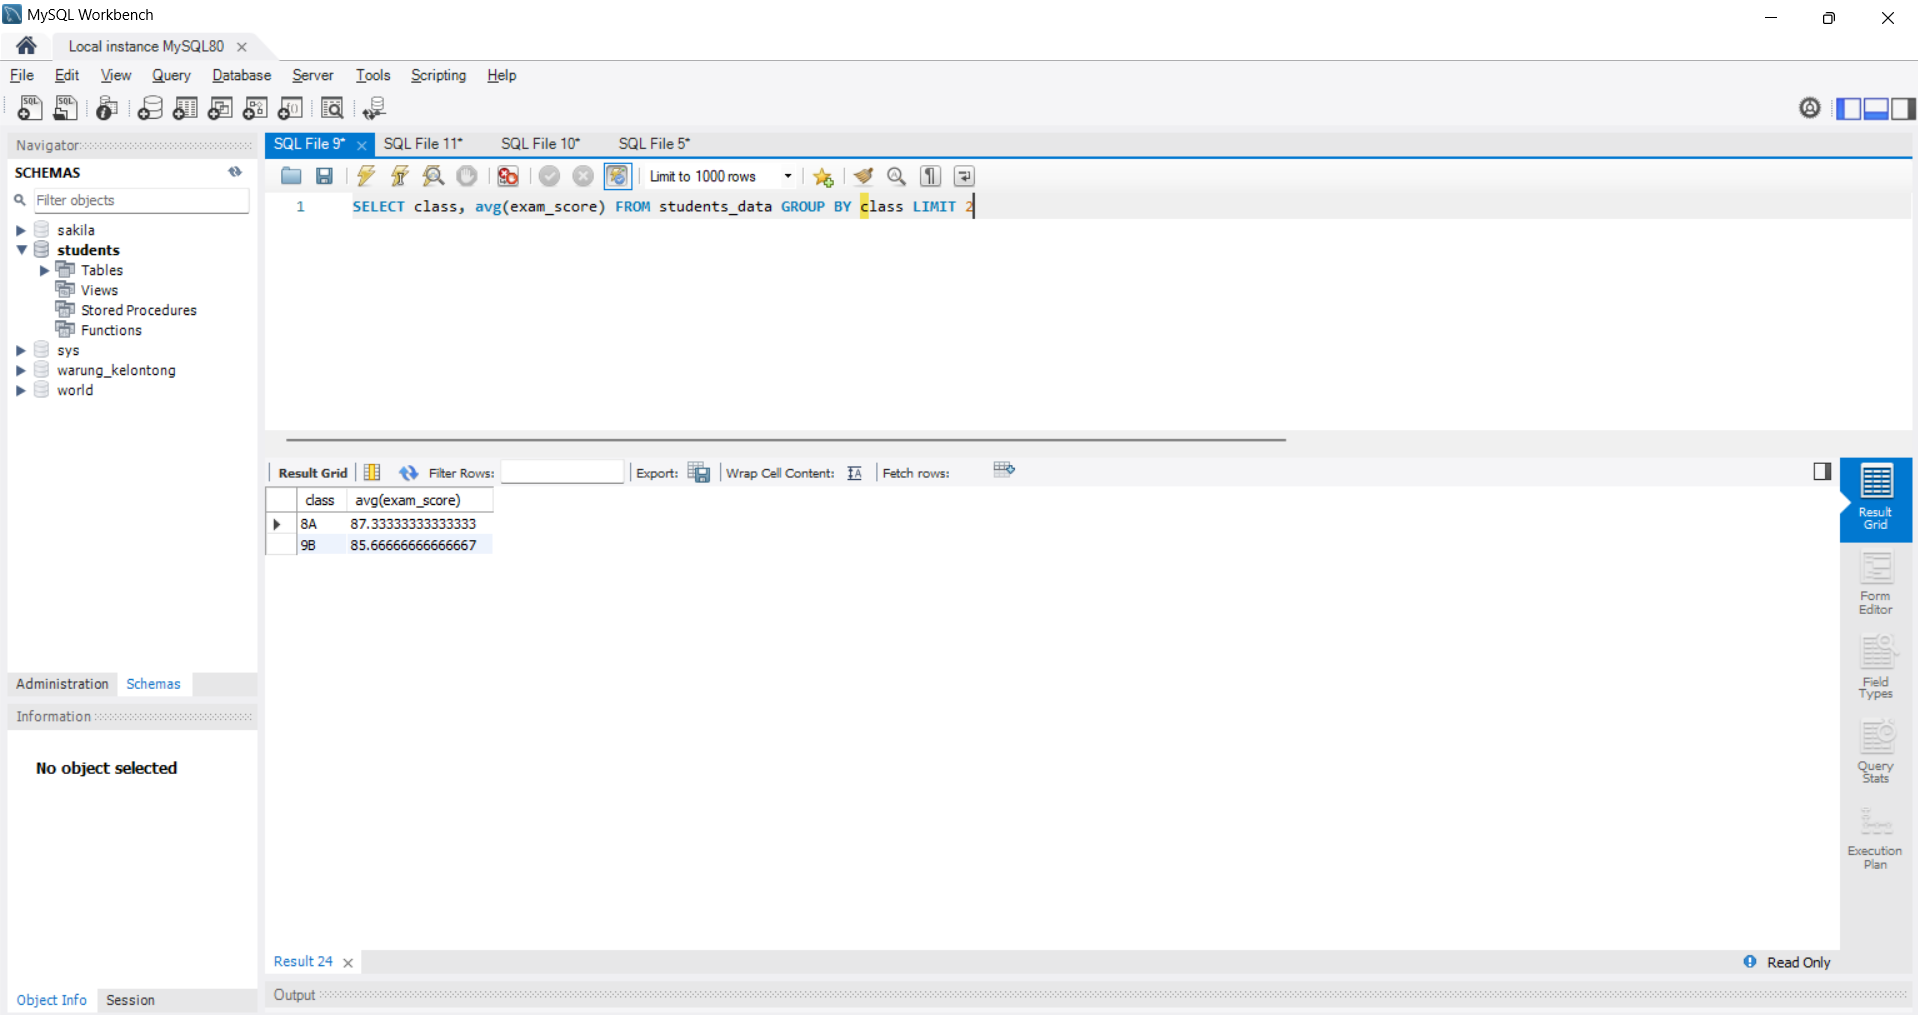 MySQL Workbench
Local instance MySQL80
File Edit View Query Database Server Tools Scripting Help
Navigator
SCHEMAS
Filter objects
sakila
students
Tables
Views
Stored Procedures
Functions
sys
warung_kelontong
world
Administration Schemas
Information
No object selected
Object Info Session
SQL File 9* SQL File 11* SQL File 10* SQL File 5*
Limit to 1000 rows
1 SELECT class, avg(exam_score) FROM students_data GROUP BY class LIMIT 2
Result Grid Filter Rows: Export: Wrap Cell Content: Fetch rows:
class avg(exam_score)
8A 87.33333333333333
9B 85.66666666666667
Result
Grid
Form
Editor
Field
Types
Query
Stats
Execution
Plan
Result 24 Read Only
Output